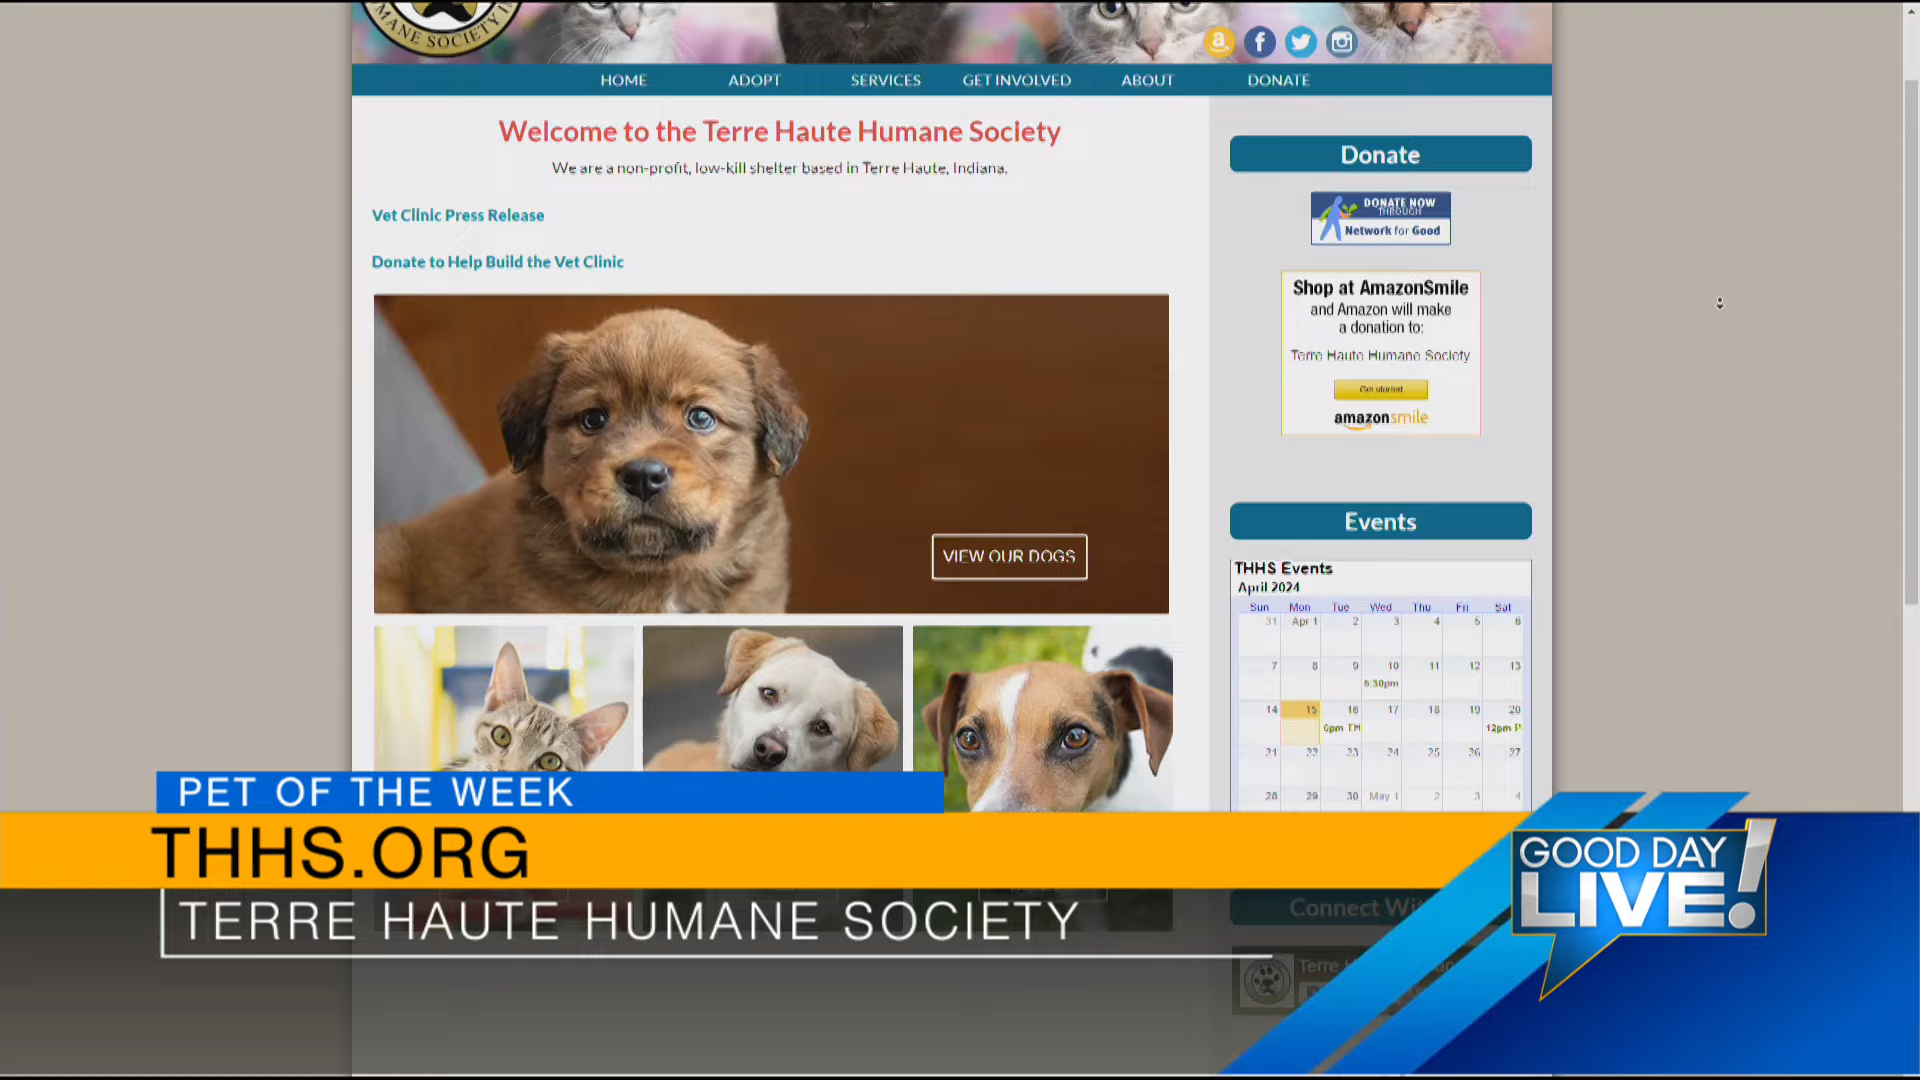 MANE SOCIETY
HOME ADOPT SERVICES GET INVOLVED ABOUT DONATE
Welcome to the Terre Haute Humane Society
We are a non-profit, low-kill shelter based in Terre Haute, Indiana.
Vet Clinic Press Release
Donate to Help Build the Vet Clinic
VIEW OUR DOGS
Donate
DONATE NOW
THROUGH
Network for Good
Shop at AmazonSmile
and Amazon will make
a donation to:
Terre Haute Humane Society
Get started
amazonsmile
Events
THHS Events
April 2024
Sun Mon Tue Wed Thu Fri Sat
31 Apr 1 2 3 4 5 6
7 8 9 10 11 12 13
6:30pm
14 15 16 17 18 19 20
6pm TH 12pm P
21 22 23 24 25 26 27
28 29 30 May 1 2 3 4
Connect Wit
Terre
PET OF THE WEEK
THHS.ORG
TERRE HAUTE HUMANE SOCIETY
GOOD DAY
LIVE!